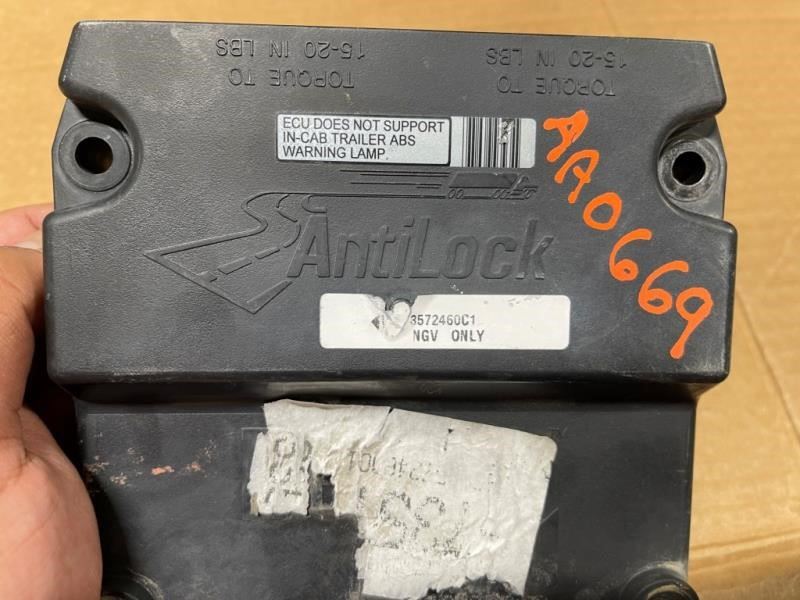 TORQUE TO
15-20 IN LBS
TORQUE TO
15-20 IN LBS
ECU DOES NOT SUPPORT
IN-CAB TRAILER ABS
WARNING LAMP.
AA0669
AntiLock
3572460C1
NGV ONLY